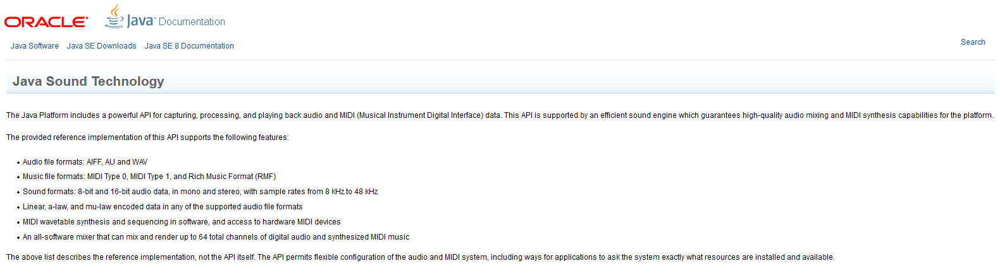 ORACLE® Java™ Documentation
Java Software Java SE Downloads Java SE 8 Documentation Search
Java Sound Technology
The Java Platform includes a powerful API for capturing, processing, and playing back audio and MIDI (Musical Instrument Digital Interface) data. This API is supported by an efficient sound engine which guarantees high-quality audio mixing and MIDI synthesis capabilities for the platform.
The provided reference implementation of this API supports the following features:
• Audio file formats: AIFF, AU and WAV
• Music file formats: MIDI Type 0, MIDI Type 1, and Rich Music Format (RMF)
• Sound formats: 8-bit and 16-bit audio data, in mono and stereo, with sample rates from 8 kHz to 48 kHz
• Linear, a-law, and mu-law encoded data in any of the supported audio file formats
• MIDI wavetable synthesis and sequencing in software, and access to hardware MIDI devices
• An all-software mixer that can mix and render up to 64 total channels of digital audio and synthesized MIDI music
The above list describes the reference implementation, not the API itself. The API permits flexible configuration of the audio and MIDI system, including ways for applications to ask the system exactly what resources are installed and available.